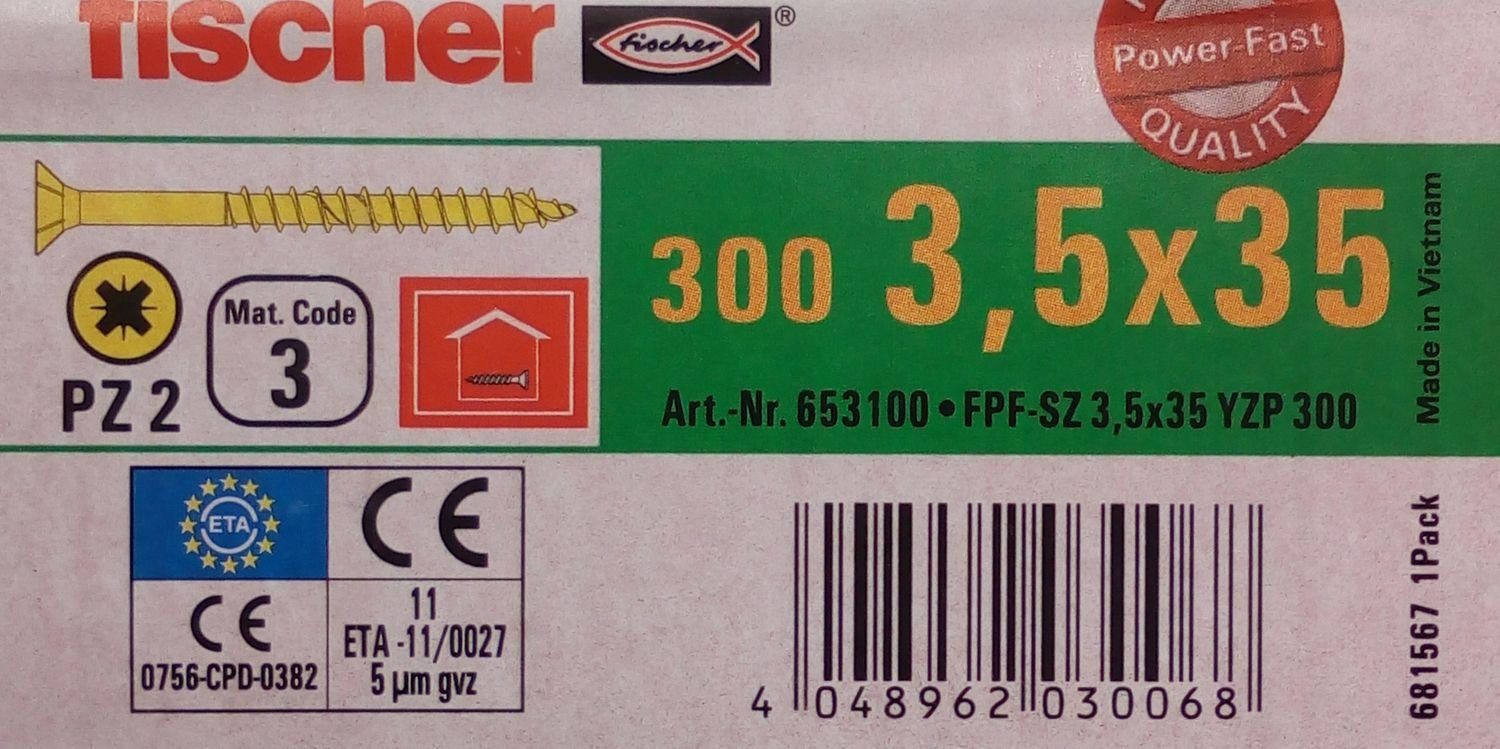 fischer
fischer
®
Power-Fast
QUALITY
300 3,5x35
Made in Vietnam
Mat. Code
3
PZ 2
Art.-Nr. 653100 • FPF-SZ 3,5x35 YZP 300
ETA
CE
CE
0756-CPD-0382
11
ETA -11/0027
5 µm gvz
4 048962 030068
681567 1Pack